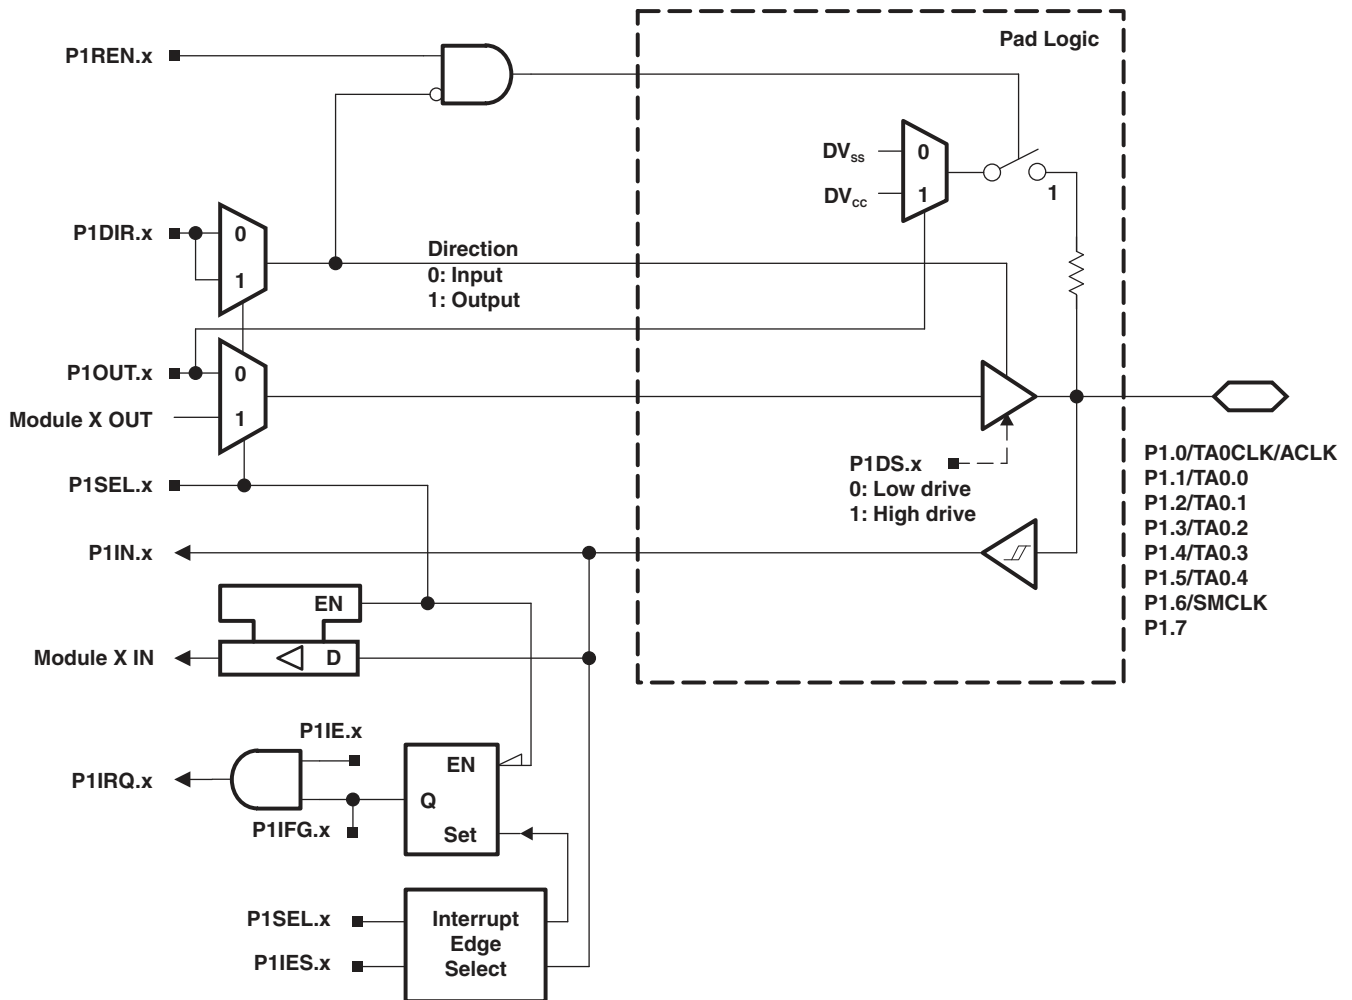 Pad Logic
P1REN.x
DVSS
0
DVCC
1
1
P1DIR.x
0
1
Direction
0: Input
1: Output
P1OUT.x
0
Module X OUT
1
P1DS.x
0: Low drive
1: High drive
P1SEL.x
P1.0/TA0CLK/ACLK
P1.1/TA0.0
P1.2/TA0.1
P1.3/TA0.2
P1.4/TA0.3
P1.5/TA0.4
P1.6/SMCLK
P1.7
P1IN.x
EN
Module X IN
D
P1IE.x
EN
P1IRQ.x
Q
P1IFG.x
Set
P1SEL.x
P1IES.x
Interrupt
Edge
Select